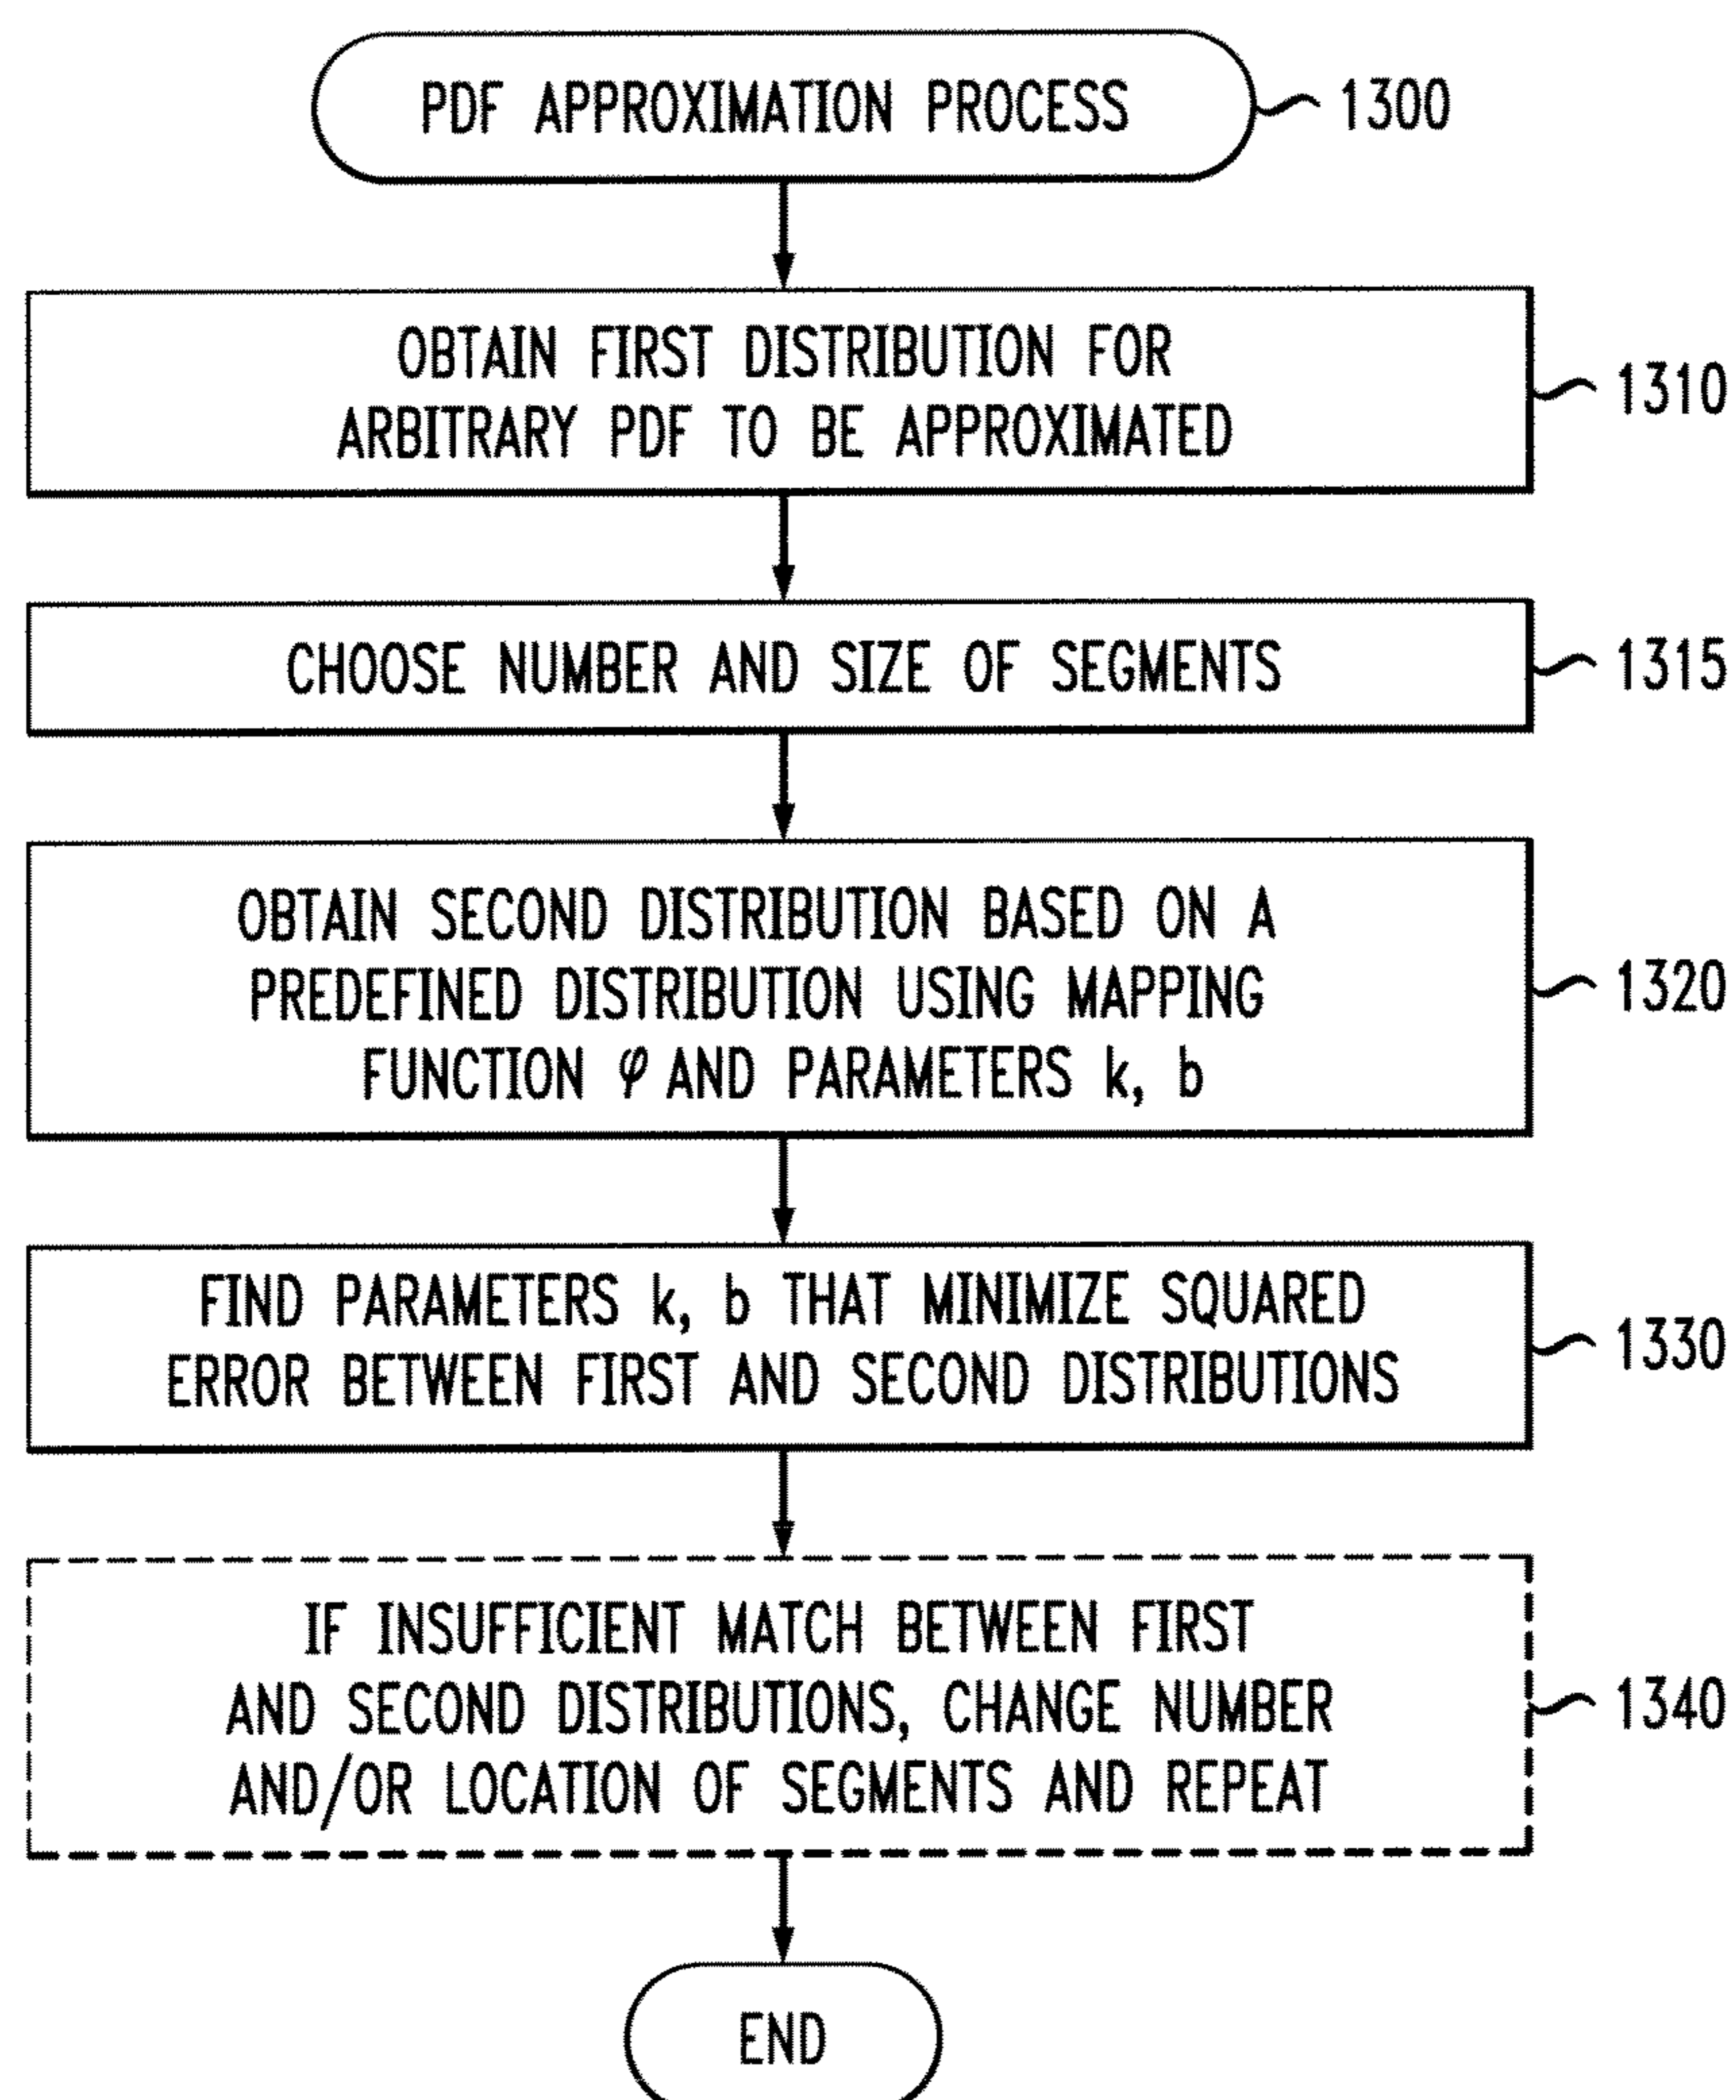 PDF APPROXIMATION PROCESS
1300
OBTAIN FIRST DISTRIBUTION FOR
ARBITRARY PDF TO BE APPROXIMATED
1310
CHOOSE NUMBER AND SIZE OF SEGMENTS
1315
OBTAIN SECOND DISTRIBUTION BASED ON A
PREDEFINED DISTRIBUTION USING MAPPING
FUNCTION φ AND PARAMETERS k, b
1320
FIND PARAMETERS k, b THAT MINIMIZE SQUARED
ERROR BETWEEN FIRST AND SECOND DISTRIBUTIONS
1330
IF INSUFFICIENT MATCH BETWEEN FIRST
AND SECOND DISTRIBUTIONS, CHANGE NUMBER
AND/OR LOCATION OF SEGMENTS AND REPEAT
1340
END